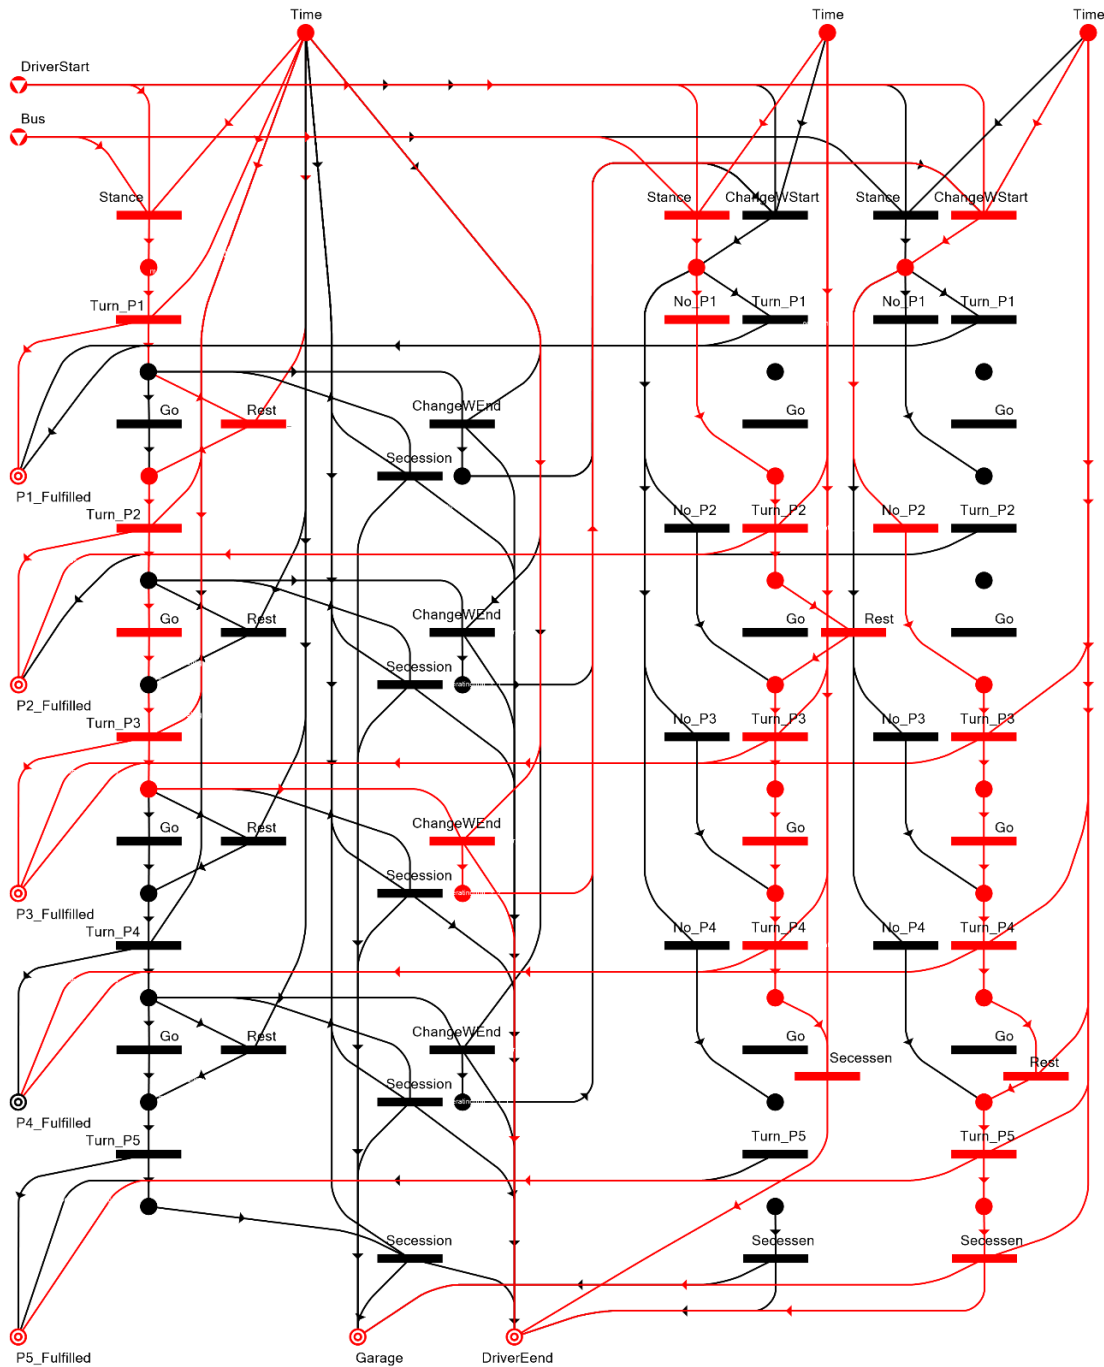 Time Time Time
DriverStart
Bus
Stance Stance ChangeWStart Stance ChangeWStart
Turn_P1 No_P1 Turn_P1 No_P1 Turn_P1
Go Rest ChangeWEnd Go Go
Secession
P1_Fulfilled
Turn_P2 No_P2 Turn_P2 No_P2 Turn_P2
Go Rest ChangeWEnd Go Rest Go
Secession
P2_Fulfilled
Turn_P3 No_P3 Turn_P3 No_P3 Turn_P3
Go Rest ChangeWEnd Go Go
Secession
P3_Fullfilled
Turn_P4 No_P4 Turn_P4 No_P4 Turn_P4
Go Rest ChangeWEnd Go Go
Secessen Rest
Secession
P4_Fulfilled
Turn_P5 Turn_P5 Turn_P5
Secession Secessen Secessen
P5_Fulfilled Garage DriverEend